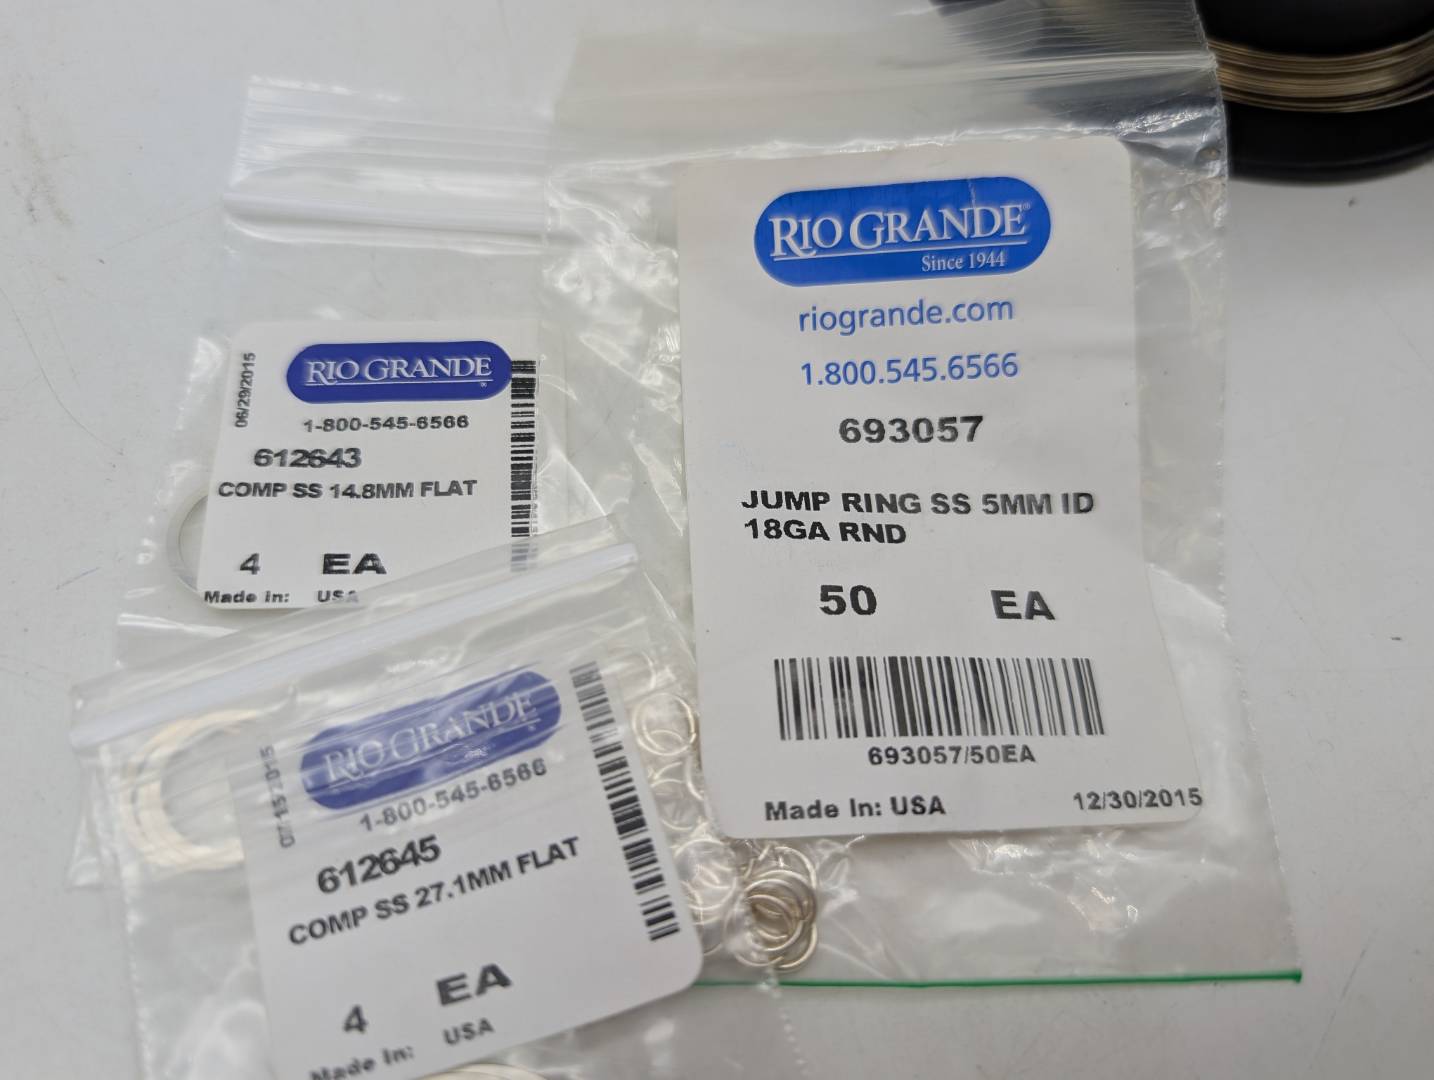 RIO GRANDE®
Since 1944
riogrande.com
1.800.545.6566
693057
JUMP RING SS 5MM ID
18GA RND
50 EA
693057/50EA
Made In: USA 12/30/2015
06/29/2015
RIO GRANDE®
1-800-545-6566
612643
COMP SS 14.8MM FLAT
4 EA
Made In: USA
RIO GRANDE
1-800-545-6566
612645
COMP SS 27.1MM FLAT
4 EA
Made In: USA